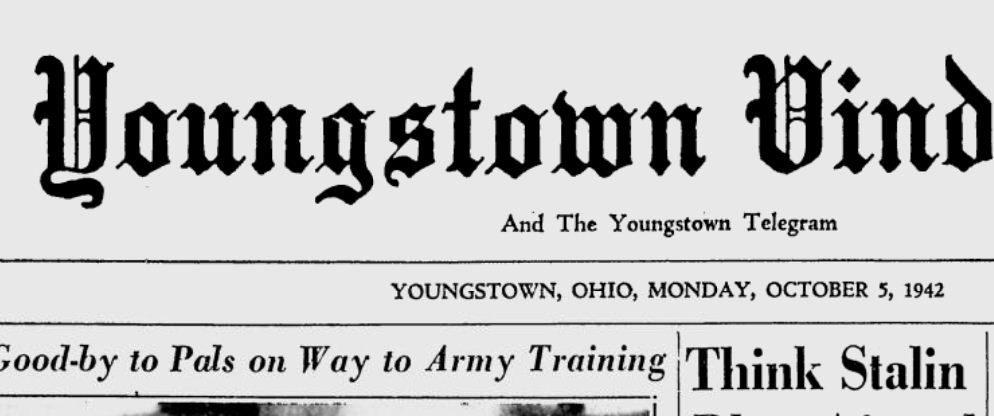 Youngstown Vind
And The Youngstown Telegram
YOUNGSTOWN, OHIO, MONDAY, OCTOBER 5, 1942
Good-by to Pals on Way to Army Training
Think Stalin